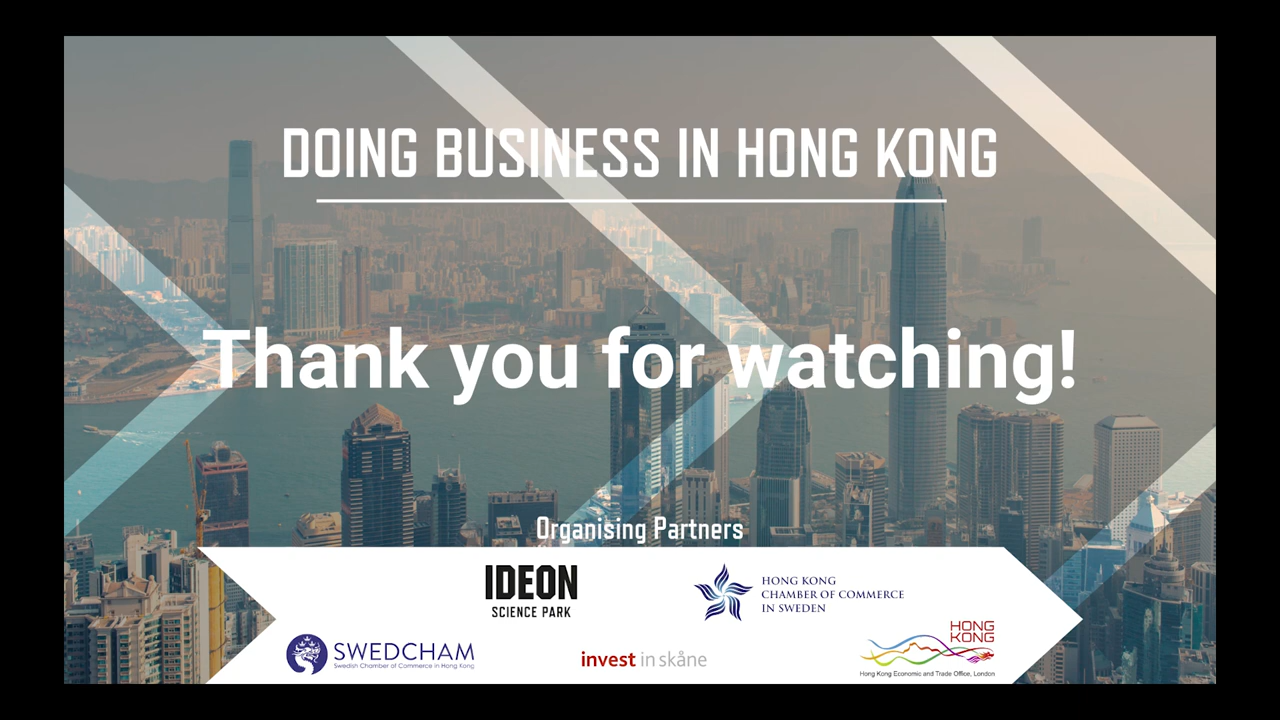 DOING BUSINESS IN HONG KONG
Thank you for watching!
Organising Partners
IDEON
SCIENCE PARK
HONG KONG
CHAMBER OF COMMERCE
IN SWEDEN
SWEDCHAM
Swedish Chamber of Commerce in Hong Kong
invest in skåne
HONG
KONG
Hong Kong Economic and Trade Office, London